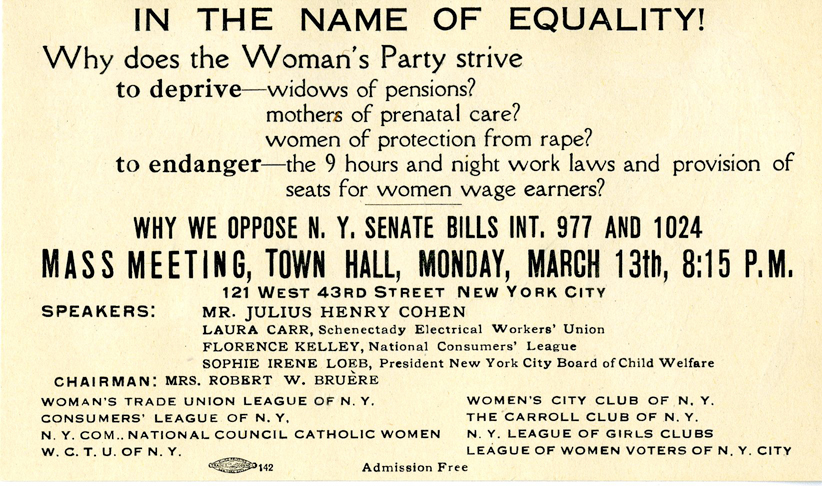 IN THE NAME OF EQUALITY!
Why does the Woman's Party strive
to deprive—widows of pensions?
mothers of prenatal care?
women of protection from rape?
to endanger—the 9 hours and night work laws and provision of
seats for women wage earners?
WHY WE OPPOSE N. Y. SENATE BILLS INT. 977 AND 1024
MASS MEETING, TOWN HALL, MONDAY, MARCH 13th, 8:15 P.M.
121 WEST 43RD STREET NEW YORK CITY
SPEAKERS: MR. JULIUS HENRY COHEN
LAURA CARR, Schenectady Electrical Workers' Union
FLORENCE KELLEY, National Consumers' League
SOPHIE IRENE LOEB, President New York City Board of Child Welfare
CHAIRMAN: MRS. ROBERT W. BRUÈRE
WOMAN'S TRADE UNION LEAGUE OF N. Y.
CONSUMERS' LEAGUE OF N. Y,
N. Y. COM.. NATIONAL COUNCIL CATHOLIC WOMEN
W. C. T. U. OF N. Y.
WOMEN'S CITY CLUB OF N. Y.
THE CARROLL CLUB OF N. Y.
N. Y. LEAGUE OF GIRLS CLUBS
LEAGUE OF WOMEN VOTERS OF N. Y. CITY
142
Admission Free